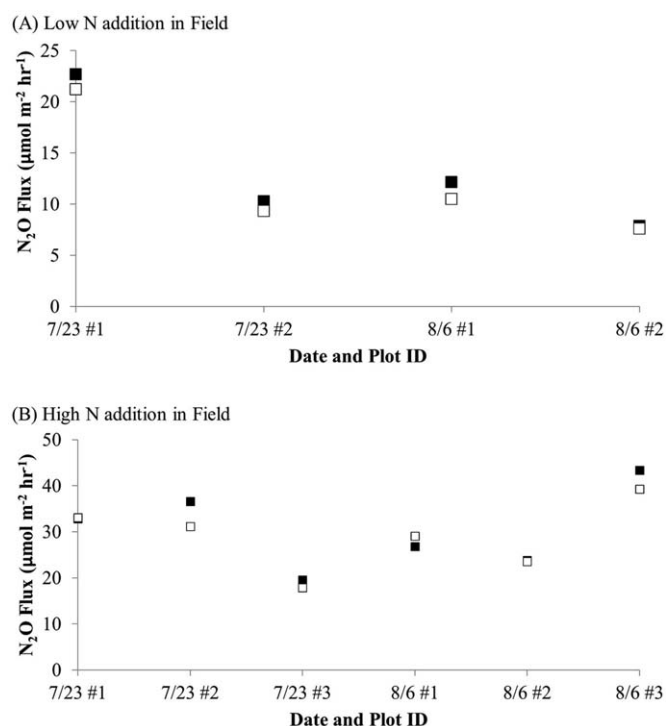 (A) Low N addition in Field
N₂O Flux (µmol m⁻² hr⁻¹)
25
20
15
10
5
0
7/23 #1 7/23 #2 8/6 #1 8/6 #2
Date and Plot ID
(B) High N addition in Field
N₂O Flux (µmol m⁻² hr⁻¹)
50
40
30
20
10
0
7/23 #1 7/23 #2 7/23 #3 8/6 #1 8/6 #2 8/6 #3
Date and Plot ID